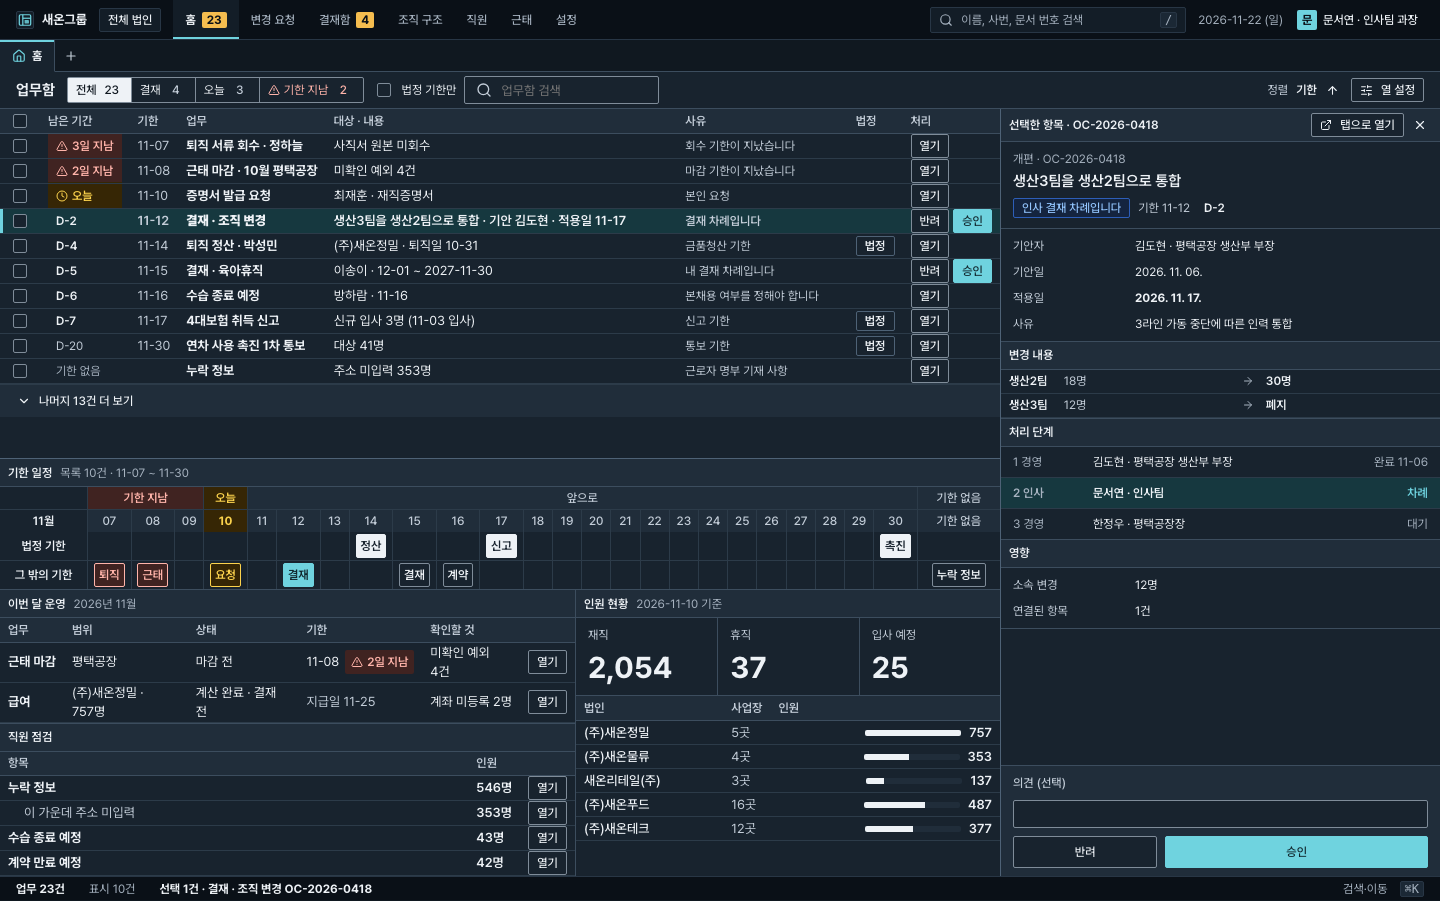 새온그룹 전체 법인 홈 23 변경 요청 결재함 4 조직 구조 직원 근태 설정 이름, 사번, 문서 번호 검색 / 2026-11-22 (일) 문 문서연 · 인사팀 과장
홈 +
업무함 전체 23 결재 4 오늘 3 기한 지남 2 법정 기한만 업무함 검색 정렬 기한 열 설정
남은 기간 기한 업무 대상 · 내용 사유 법정 처리
3일 지남 11-07 퇴직 서류 회수 · 정하늘 사직서 원본 미회수 회수 기한이 지났습니다 열기
2일 지남 11-08 근태 마감 · 10월 평택공장 미확인 예외 4건 마감 기한이 지났습니다 열기
오늘 11-10 증명서 발급 요청 최재훈 · 재직증명서 본인 요청 열기
D-2 11-12 결재 · 조직 변경 생산3팀을 생산2팀으로 통합 · 기안 김도현 · 적용일 11-17 결재 차례입니다 반려 승인
D-4 11-14 퇴직 정산 · 박성민 (주)새온정밀 · 퇴직일 10-31 금품청산 기한 법정 열기
D-5 11-15 결재 · 육아휴직 이송이 · 12-01 ~ 2027-11-30 내 결재 차례입니다 반려 승인
D-6 11-16 수습 종료 예정 방하람 · 11-16 본채용 여부를 정해야 합니다 열기
D-7 11-17 4대보험 취득 신고 신규 입사 3명 (11-03 입사) 신고 기한 법정 열기
D-20 11-30 연차 사용 촉진 1차 통보 대상 41명 통보 기한 법정 열기
기한 없음 누락 정보 주소 미입력 353명 근로자 명부 기재 사항 열기
나머지 13건 더 보기
기한 일정 목록 10건 · 11-07 ~ 11-30
기한 지남 오늘 앞으로 기한 없음
11월 07 08 09 10 11 12 13 14 15 16 17 18 19 20 21 22 23 24 25 26 27 28 29 30 기한 없음
법정 기한 정산 신고 촉진
그 밖의 기한 퇴직 근태 요청 결재 결재 계약 누락 정보
이번 달 운영 2026년 11월
업무 범위 상태 기한 확인할 것
근태 마감 평택공장 마감 전 11-08 2일 지남 미확인 예외 4건 열기
급여 (주)새온정밀 · 757명 계산 완료 · 결재 전 지급일 11-25 계좌 미등록 2명 열기
직원 점검
항목 인원
누락 정보 546명 열기
이 가운데 주소 미입력 353명 열기
수습 종료 예정 43명 열기
계약 만료 예정 42명 열기
인원 현황 2026-11-10 기준
재직 휴직 입사 예정
2,054 37 25
법인 사업장 인원
(주)새온정밀 5곳 757
(주)새온물류 4곳 353
새온리테일(주) 3곳 137
(주)새온푸드 16곳 487
(주)새온테크 12곳 377
선택한 항목 · OC-2026-0418 탭으로 열기
개편 · OC-2026-0418
생산3팀을 생산2팀으로 통합
인사 결재 차례입니다 기한 11-12 D-2
기안자 김도현 · 평택공장 생산부 부장
기안일 2026. 11. 06.
적용일 2026. 11. 17.
사유 3라인 가동 중단에 따른 인력 통합
변경 내용
생산2팀 18명 → 30명
생산3팀 12명 → 폐지
처리 단계
1 경영 김도현 · 평택공장 생산부 부장 완료 11-06
2 인사 문서연 · 인사팀 차례
3 경영 한정우 · 평택공장장 대기
영향
소속 변경 12명
연결된 항목 1건
의견 (선택)
반려 승인
업무 23건 표시 10건 선택 1건 · 결재 · 조직 변경 OC-2026-0418 검색·이동 ⌘K